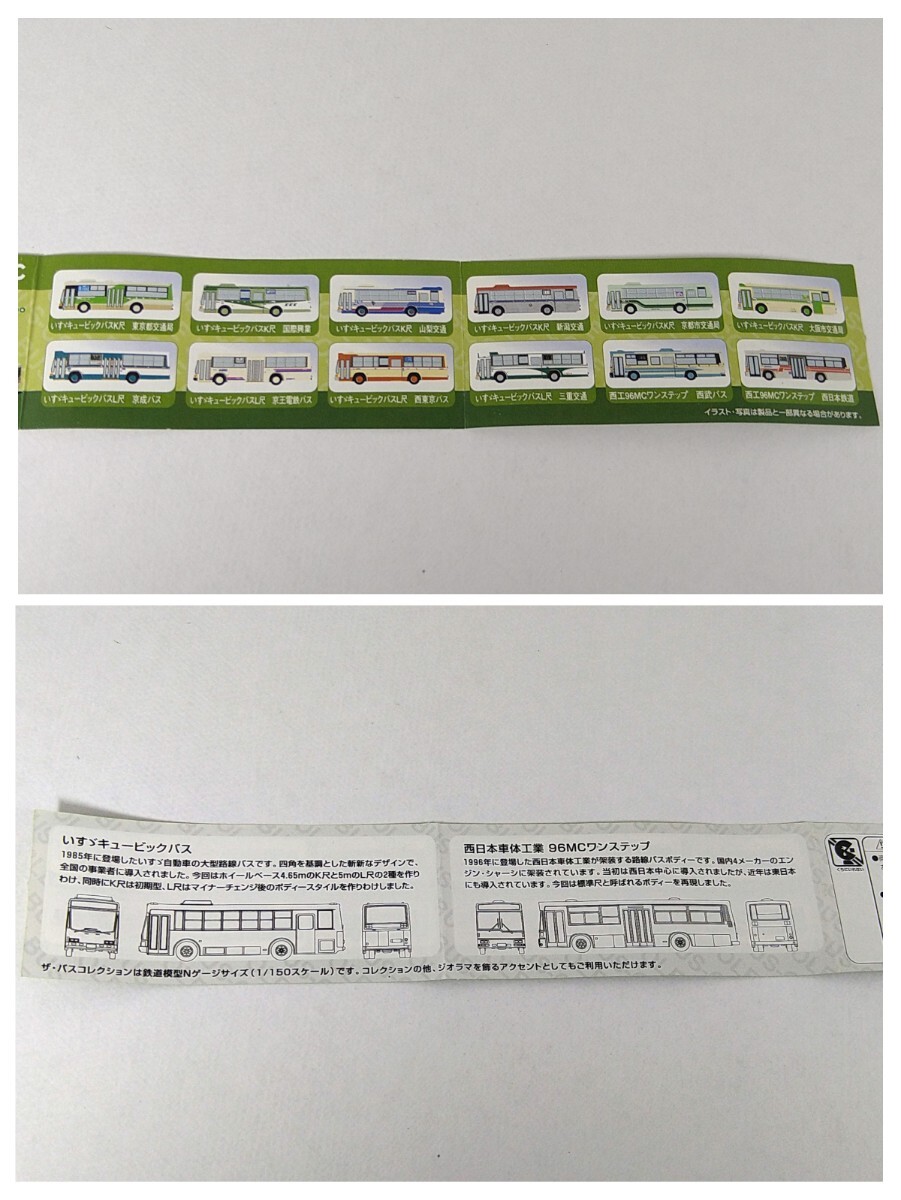 いすゞキュービックバスK尺 東京都交通局
いすゞキュービックバスK尺 国際興業
いすゞキュービックバスK尺 山梨交通
いすゞキュービックバスK尺 新潟交通
いすゞキュービックバスK尺 京都市交通局
いすゞキュービックバスK尺 大阪市交通局
いすゞキュービックバスL尺 京成バス
いすゞキュービックバスL尺 京王電鉄バス
いすゞキュービックバスL尺 西東京バス
いすゞキュービックバスL尺 三重交通
西工96MCワンステップ 西武バス
西工96MCワンステップ 西日本鉄道
イラスト・写真は製品と一部異なる場合があります。
いすゞキュービックバス
1985年に登場したいすゞ自動車の大型路線バスです。四角を基調とした斬新なデザインで、
全国の事業者に導入されました。今回はホイールベース4.65mのK尺と5mのL尺の2種を作り
わけ、同時にK尺は初期型、L尺はマイナーチェンジ後のボディースタイルを作りわけしました。
西日本車体工業 96MCワンステップ
1996年に登場した西日本車体工業が架装する路線バスボディーです。国内4メーカーのエン
ジン・シャーシに架装されています。当初は西日本中心に導入されましたが、近年は東日本
にも導入されています。今回は標準尺と呼ばれるボディーを再現しました。
ザ・バスコレクションは鉄道模型Nゲージサイズ(1/150スケール)です。コレクションの他、ジオラマを飾るアクセントとしてもご利用いただけます。